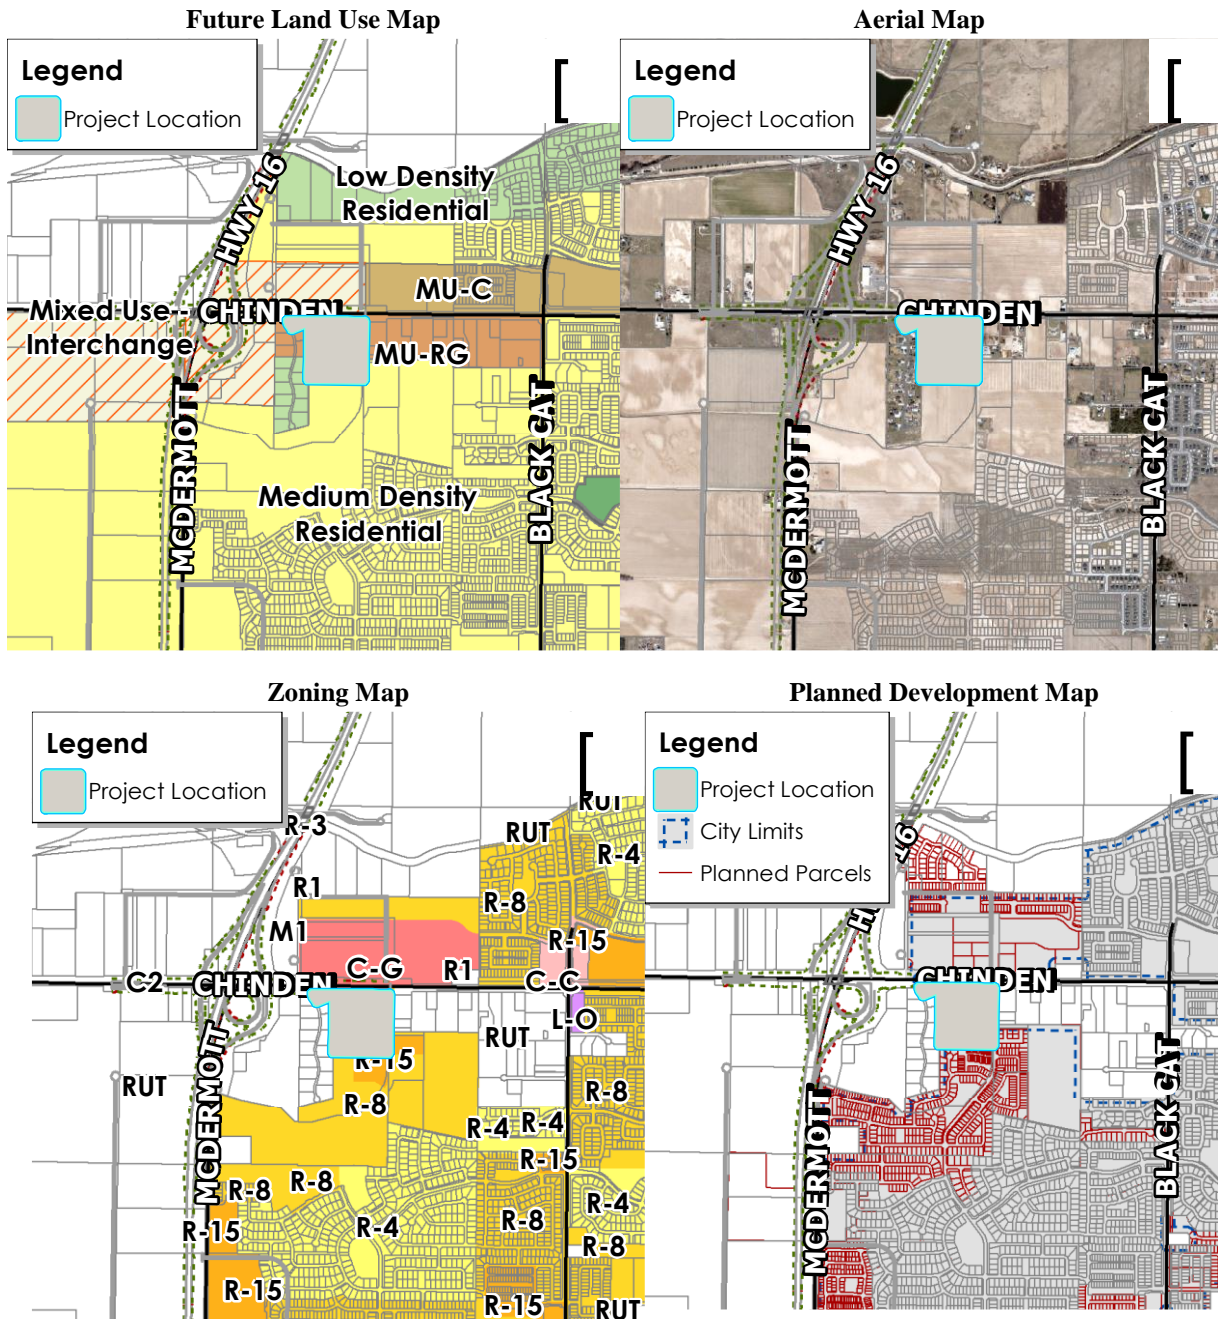 Future Land Use Map
Legend
Project Location
[
HWY 16
Low Density
Residential
MU-C
Mixed Use--
Interchange
CHINDEN
MU-RG
MCDERMOTT
BLACK CAT
Medium Density
Residential
Aerial Map
Legend
Project Location
[
HWY 16
CHINDEN
MCDERMOTT
BLACK CAT
Zoning Map
Legend
Project Location
[
R-3
RUT
RUT
R-4
R1
R-8
M1
R-15
C-G
R1
C2
CHINDEN
C-C
L-O
RUT
MCDERMOTT
R-15
RUT
R-8
R-8
R-4
R-4
R-15
R-8
R-8
R-4
R-15
R-4
R-8
R-8
R-15
R-15
RUT
Planned Development Map
Legend
Project Location
City Limits
Planned Parcels
[
16
CHINDEN
MCDERMOTT
BLACK CAT